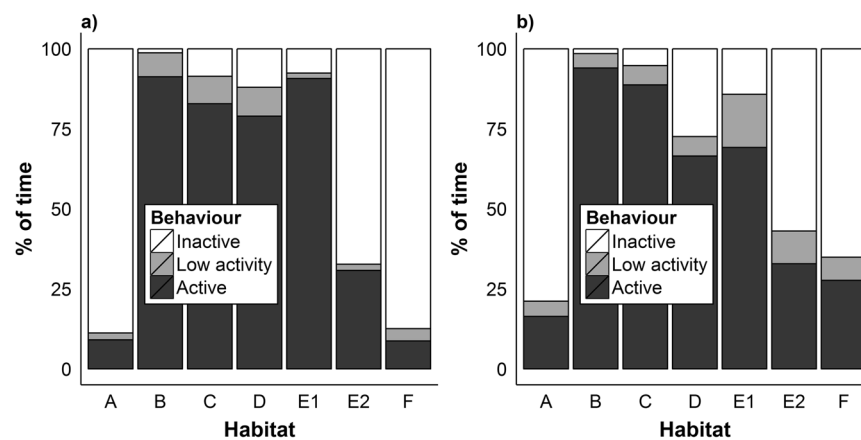 a)
100
75
50
25
0
% of time
Behaviour
Inactive
Low activity
Active
A B C D E1 E2 F
Habitat
b)
100
75
50
25
0
% of time
Behaviour
Inactive
Low activity
Active
A B C D E1 E2 F
Habitat